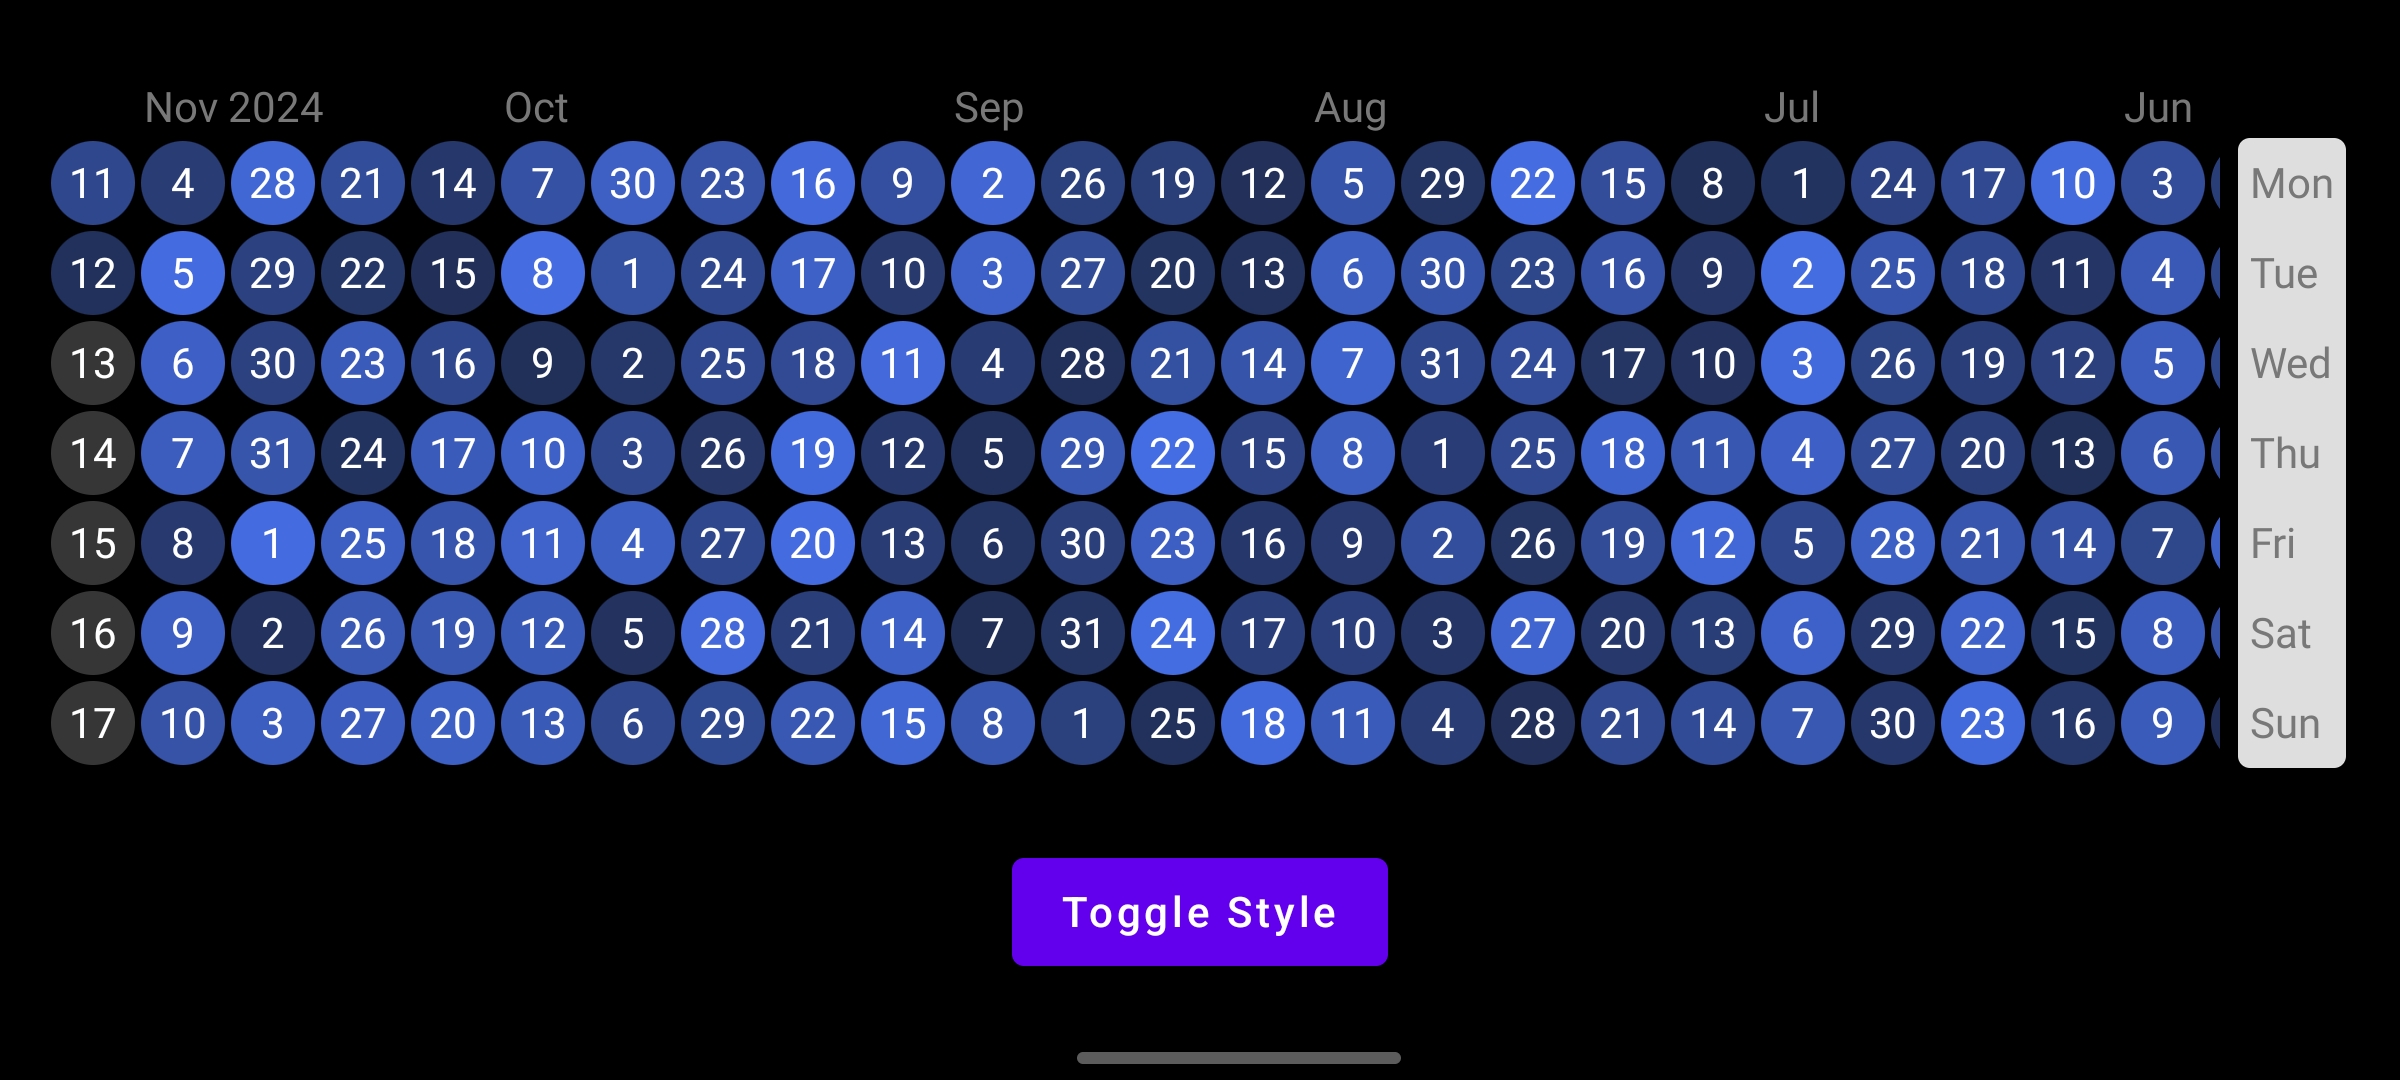 Nov 2024 Oct Sep Aug Jul Jun
11 4 28 21 14 7 30 23 16 9 2 26 19 12 5 29 22 15 8 1 24 17 10 3 Mon
12 5 29 22 15 8 1 24 17 10 3 27 20 13 6 30 23 16 9 2 25 18 11 4 Tue
13 6 30 23 16 9 2 25 18 11 4 28 21 14 7 31 24 17 10 3 26 19 12 5 Wed
14 7 31 24 17 10 3 26 19 12 5 29 22 15 8 1 25 18 11 4 27 20 13 6 Thu
15 8 1 25 18 11 4 27 20 13 6 30 23 16 9 2 26 19 12 5 28 21 14 7 Fri
16 9 2 26 19 12 5 28 21 14 7 31 24 17 10 3 27 20 13 6 29 22 15 8 Sat
17 10 3 27 20 13 6 29 22 15 8 1 25 18 11 4 28 21 14 7 30 23 16 9 Sun
Toggle Style